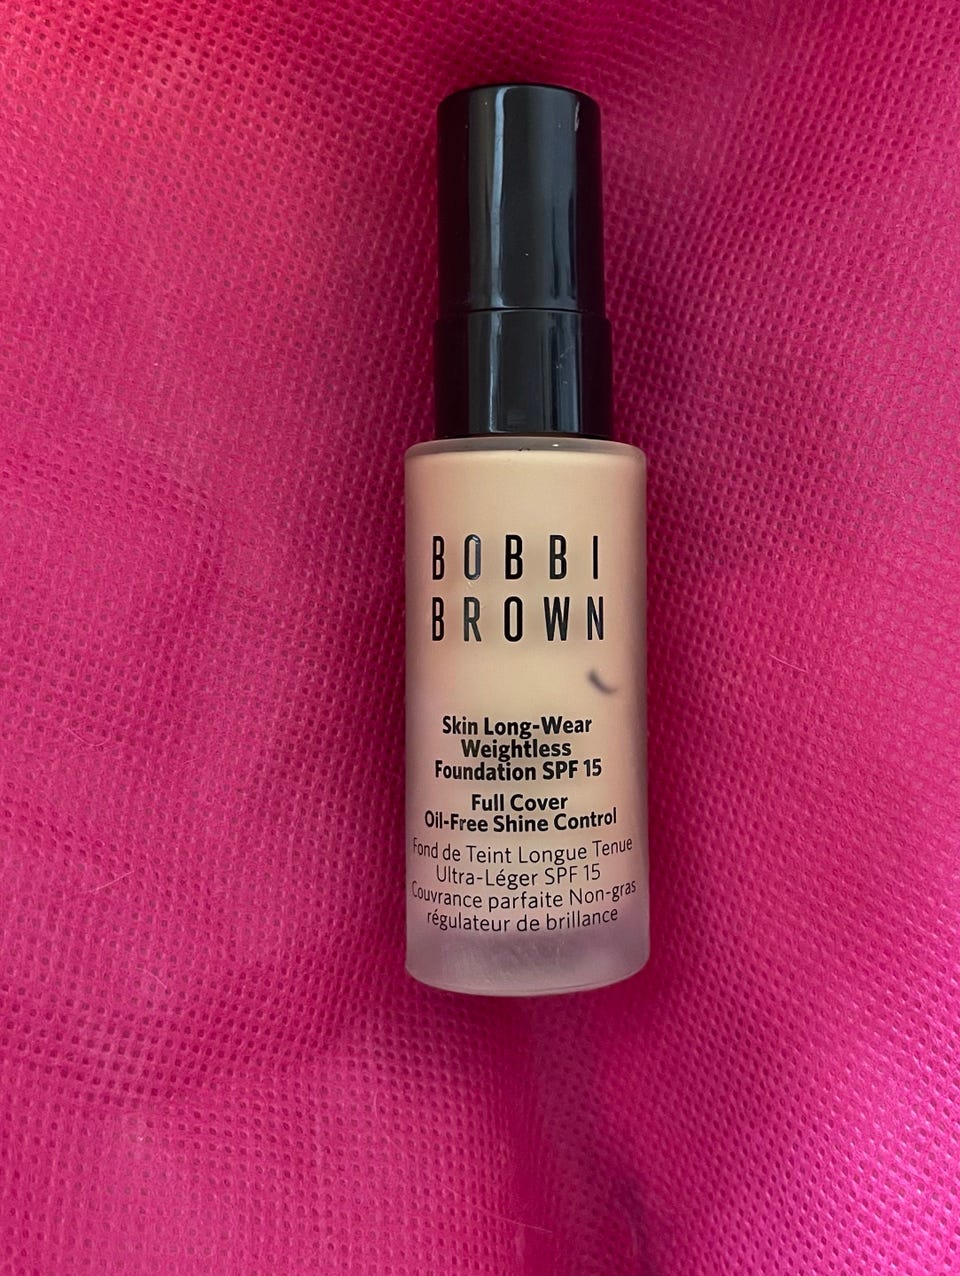 BOBBI
BROWN
Skin Long-Wear
Weightless
Foundation SPF 15
Full Cover
Oil-Free Shine Control
Fond de Teint Longue Tenue
Ultra-Léger SPF 15
Couvrance parfaite Non-gras
régulateur de brillance